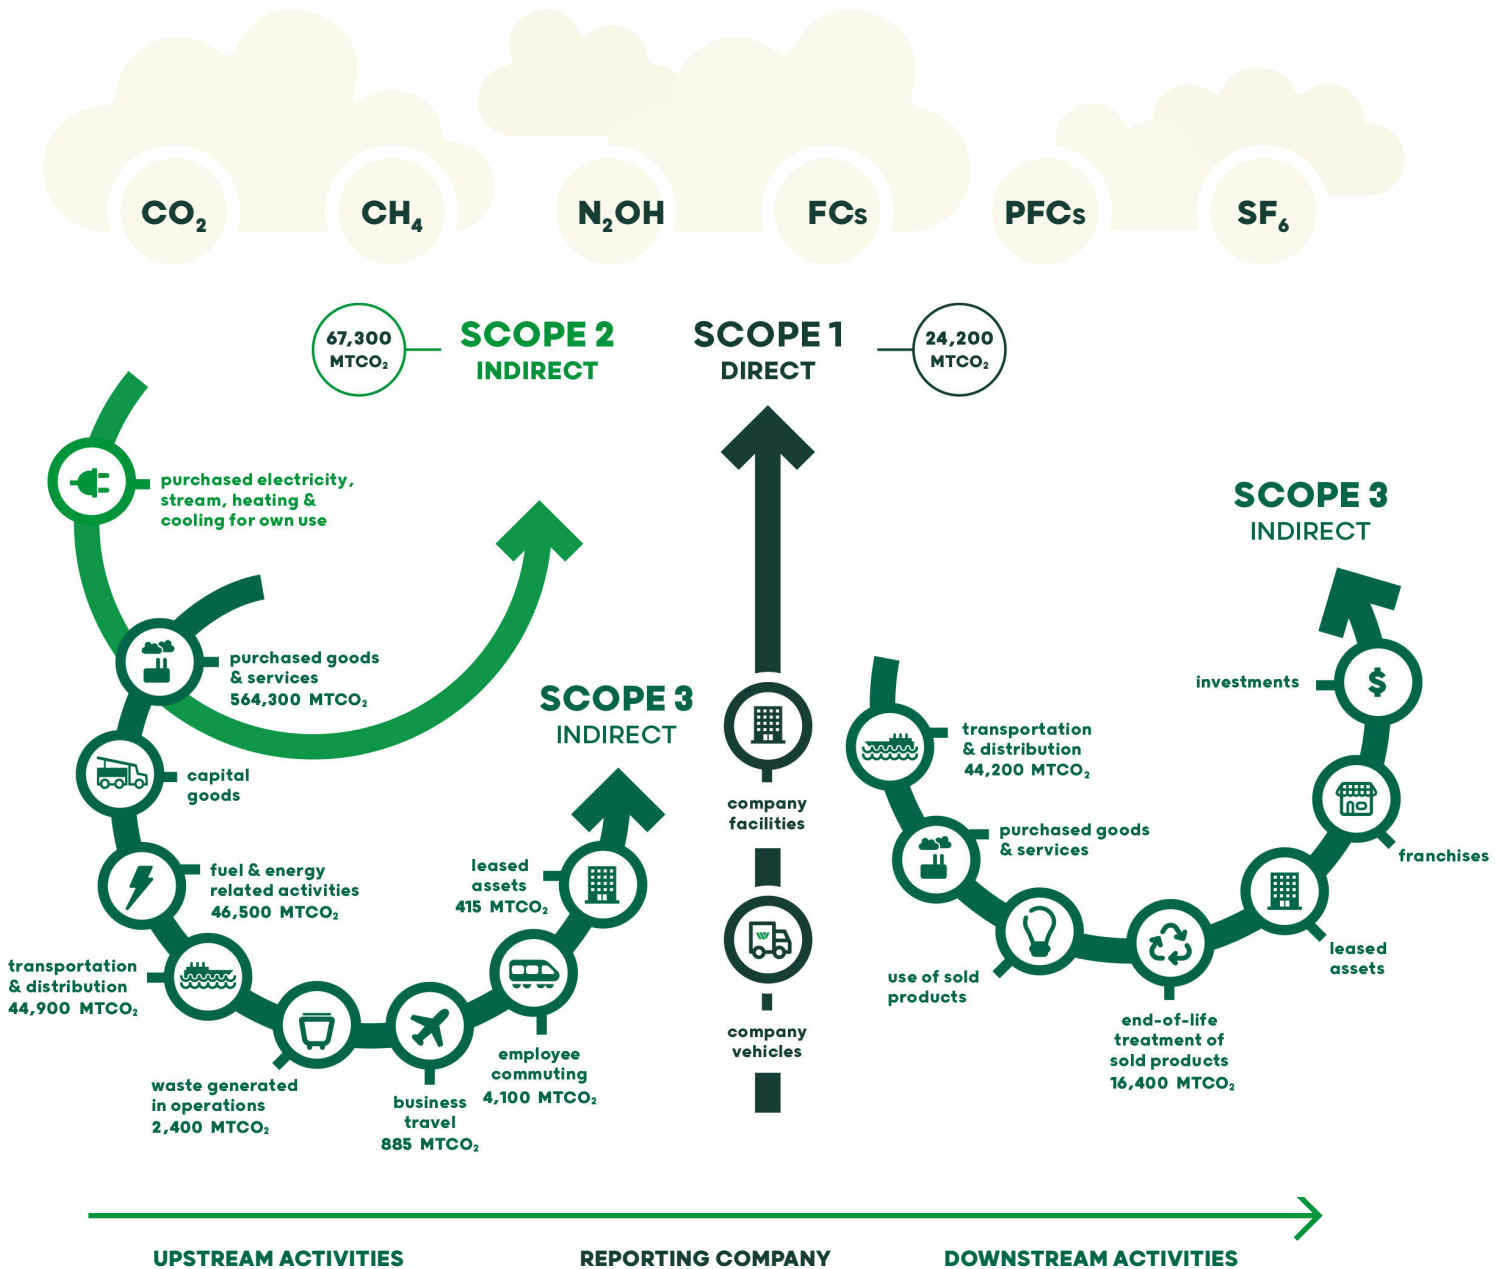 CO₂
CH₄
N₂OH
FCs
PFCs
SF₆
67,300
MTCO₂
SCOPE 2
INDIRECT
SCOPE 1
DIRECT
24,200
MTCO₂
purchased electricity,
stream, heating &
cooling for own use
purchased goods
& services
564,300 MTCO₂
capital
goods
fuel & energy
related activities
46,500 MTCO₂
transportation
& distribution
44,900 MTCO₂
waste generated
in operations
2,400 MTCO₂
business
travel
885 MTCO₂
employee
commuting
4,100 MTCO₂
leased
assets
415 MTCO₂
SCOPE 3
INDIRECT
company
facilities
company
vehicles
SCOPE 3
INDIRECT
transportation
& distribution
44,200 MTCO₂
purchased goods
& services
use of sold
products
end-of-life
treatment of
sold products
16,400 MTCO₂
leased
assets
franchises
investments
$
UPSTREAM ACTIVITIES
REPORTING COMPANY
DOWNSTREAM ACTIVITIES